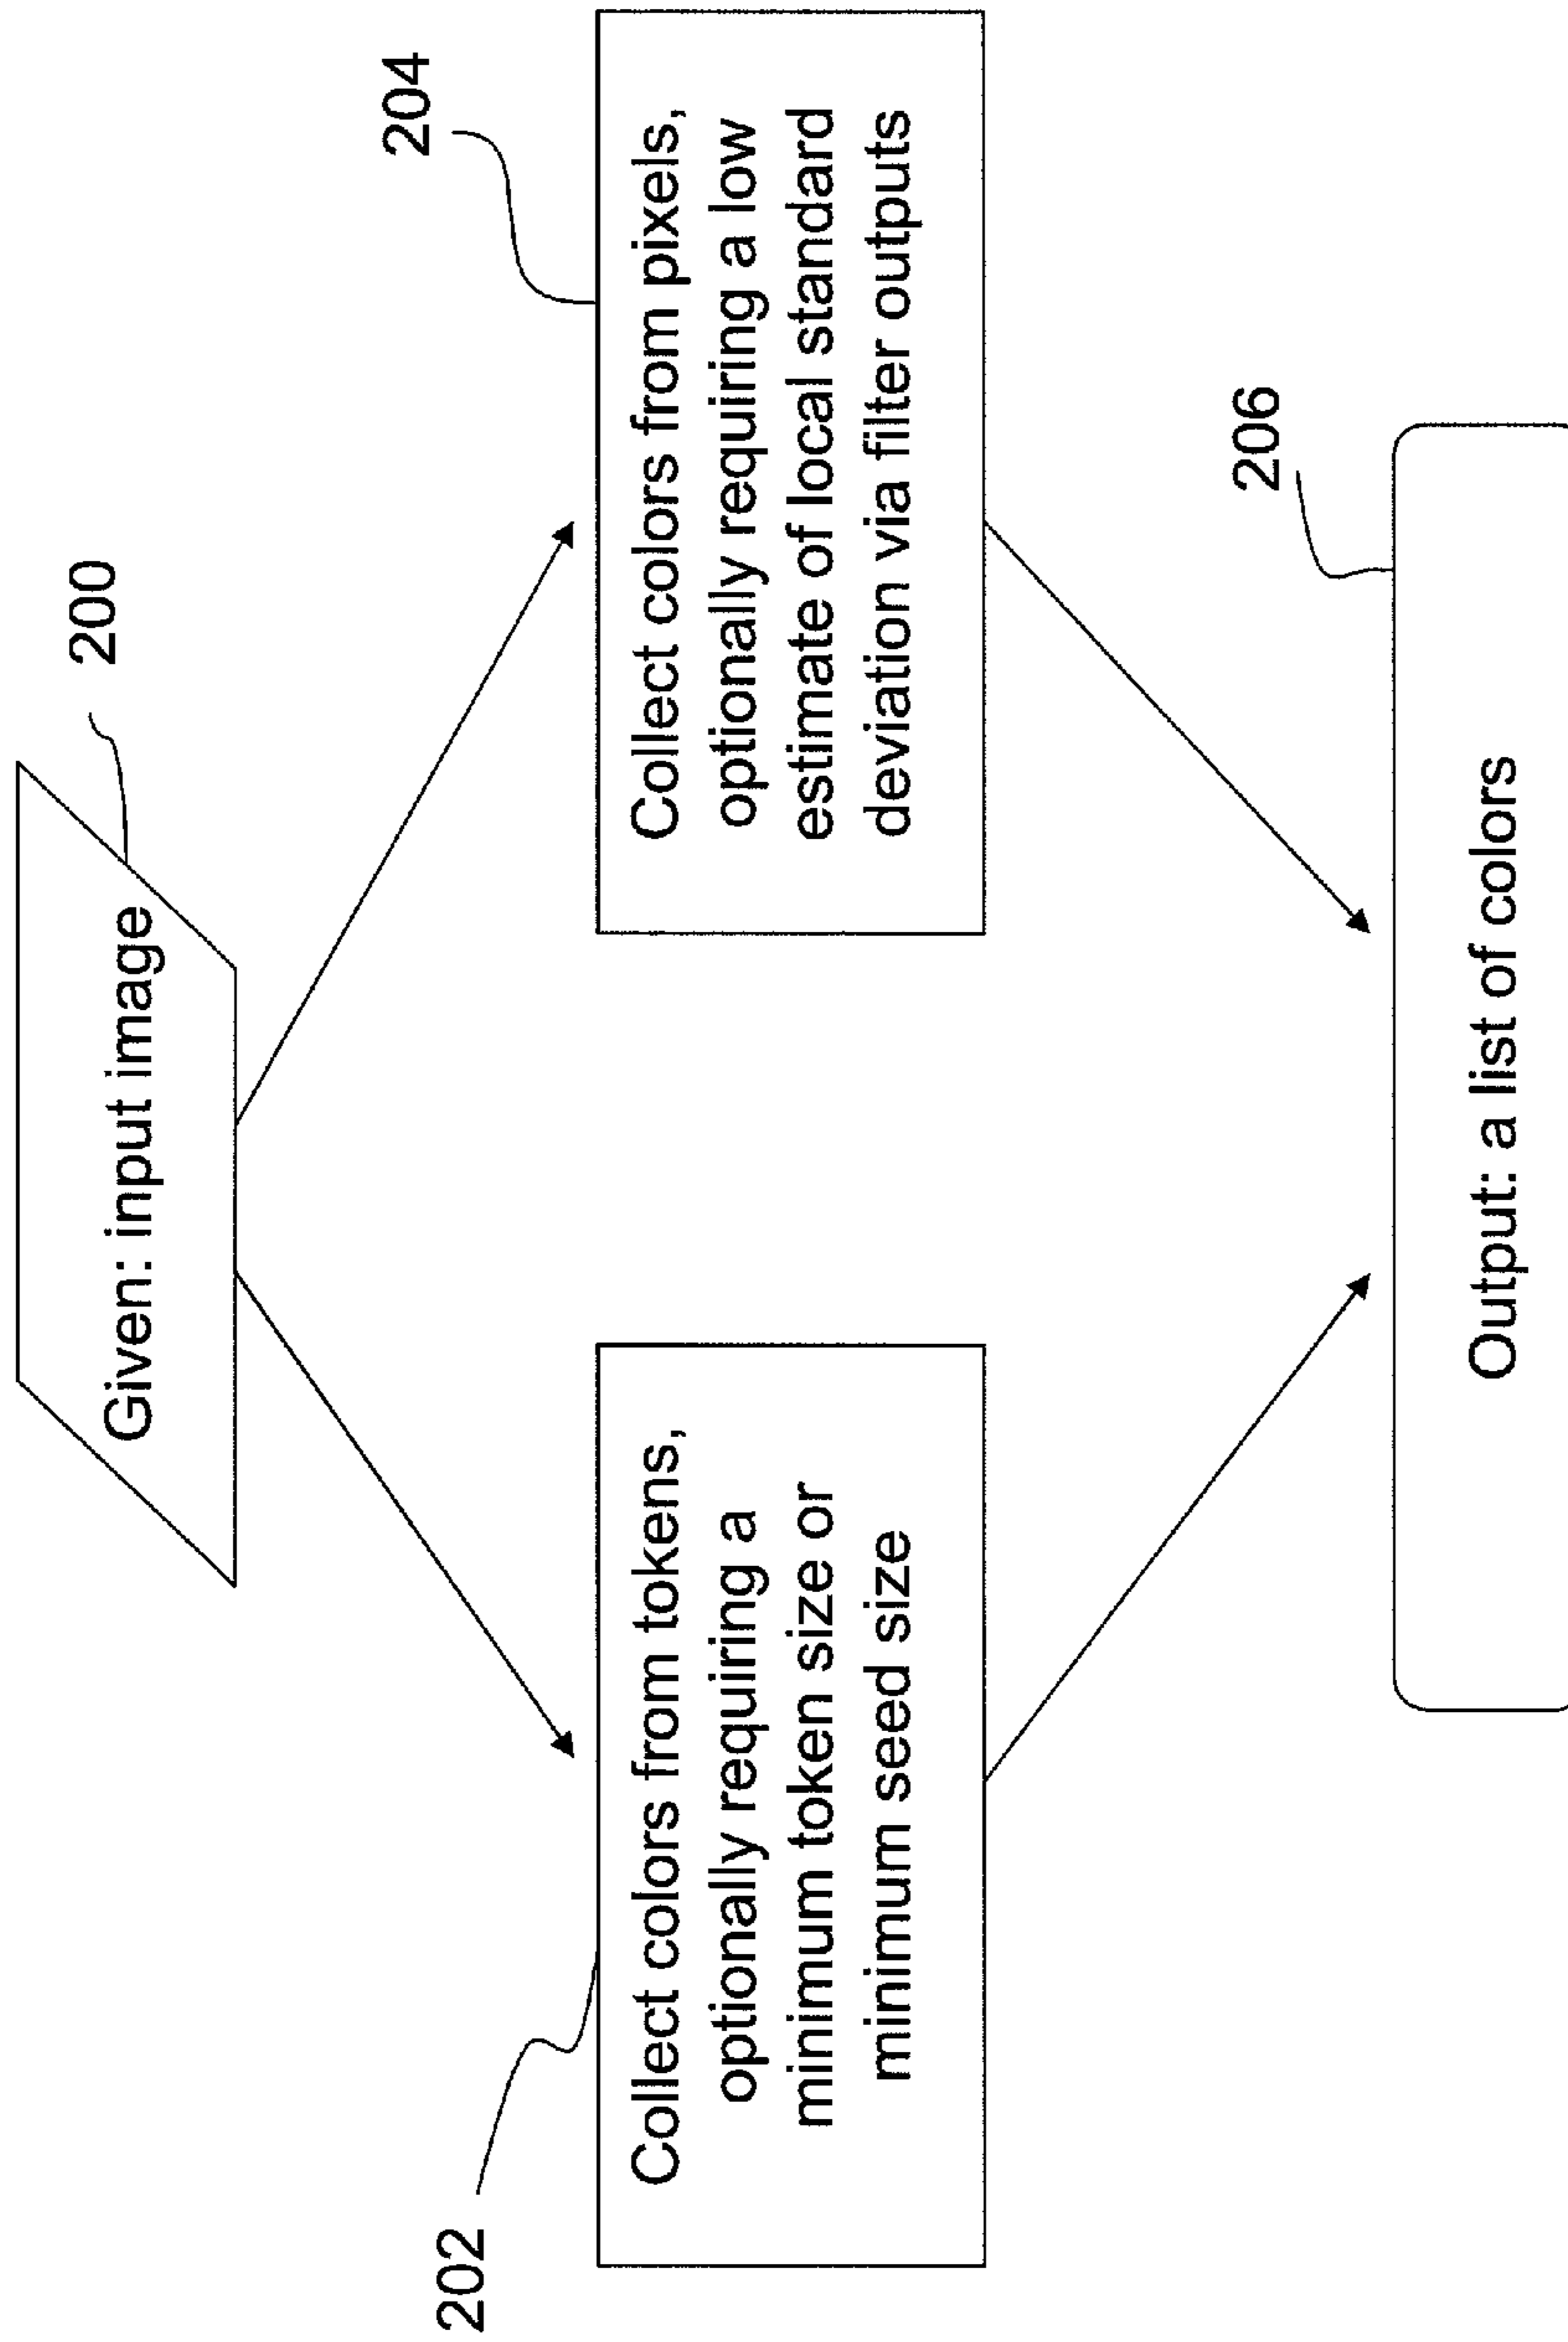 200
Given: input image
202
Collect colors from tokens,
optionally requiring a
minimum token size or
minimum seed size
204
Collect colors from pixels,
optionally requiring a low
estimate of local standard
deviation via filter outputs
206
Output: a list of colors